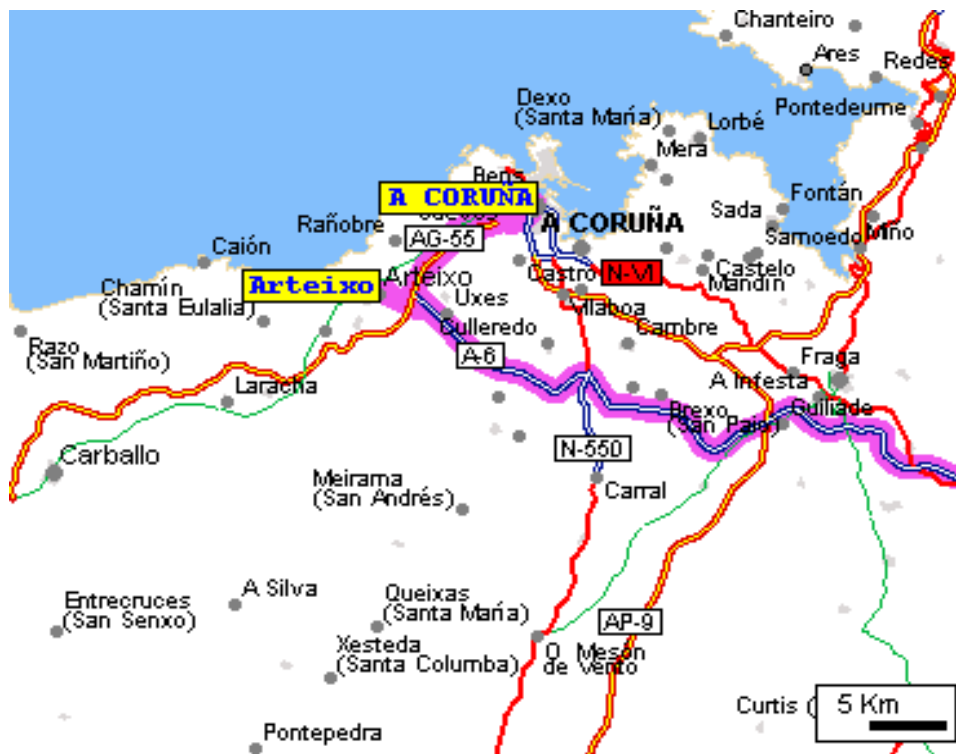 Chanteiro
Ares
Redes
Pontedeume
Dexo
(Santa María)
Lorbé
Mera
Bens
A CORUÑA
Fontán
Sada
Miño
Rañobre
A CORUÑA
Samoedo
AG-55
Caión
Castro
N-VI
Castelo
Mandín
Arteixo
Arteixo
Chamín
(Santa Eulalia)
Uxes
Vilaboa
Culleredo
Cambre
Razo
(San Martiño)
A-6
Fraga
Laracha
A Infesta
Brexo
(San Paio)
Guiliade
Carballo
N-550
Meirama
(San Andrés)
Carral
A Silva
Queixas
(Santa María)
Entrecruces
(San Senxo)
AP-9
Xesteda
(Santa Columba)
O Mesón
de Vento
Curtis (
5 Km
Pontepedra